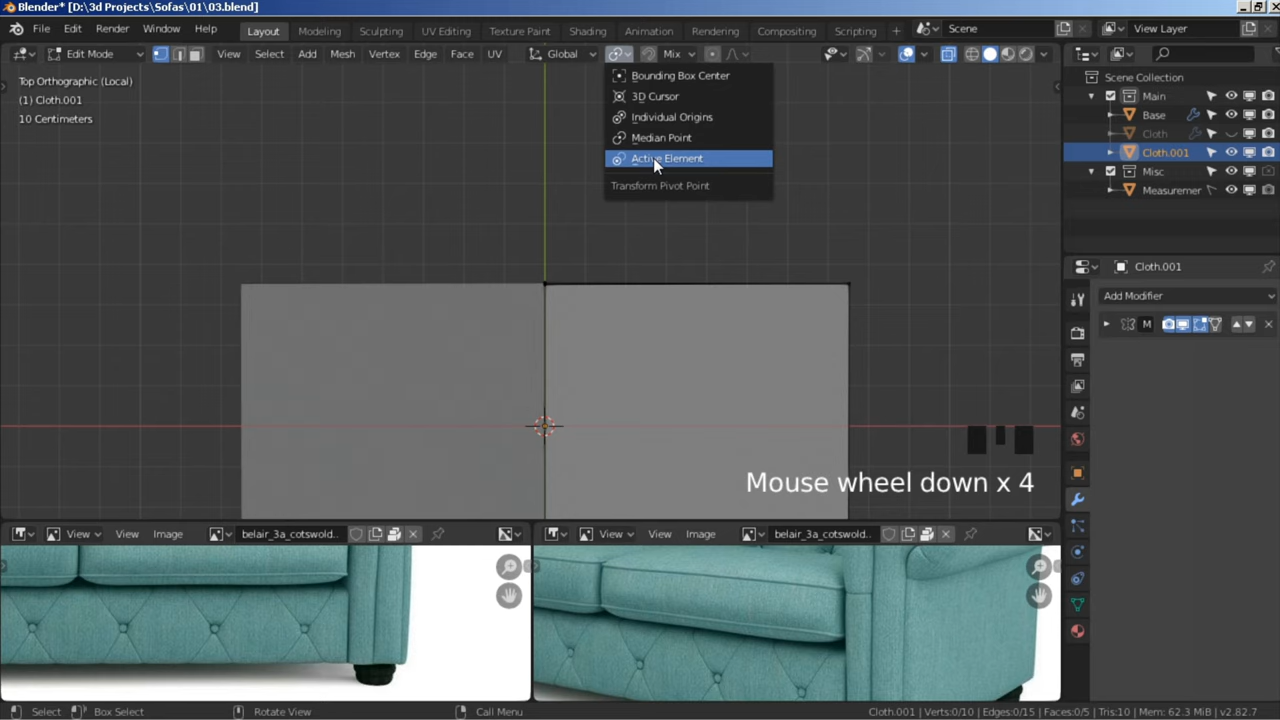 Blender* [D:\3d Projects\Sofas\01\03.blend]
File Edit Render Window Help Layout Modeling Sculpting UV Editing Texture Paint Shading Animation Rendering Compositing Scripting + Scene View Layer
Edit Mode View Select Add Mesh Vertex Edge Face UV Global Mix
Top Orthographic (Local)
(1) Cloth.001
10 Centimeters
Bounding Box Center
3D Cursor
Individual Origins
Median Point
Active Element
Transform Pivot Point
Scene Collection
Main
Base
Cloth
Cloth.001
Misc
Measuremer
Cloth.001
Add Modifier
M
Mouse wheel down x 4
View View Image belair_3a_cotswold..
View View Image belair_3a_cotswold..
Select Box Select Rotate View Call Menu Cloth.001 | Verts:0/10 | Edges:0/15 | Faces:0/5 | Tris:10 | Mem: 62.3 MiB | v2.82.7